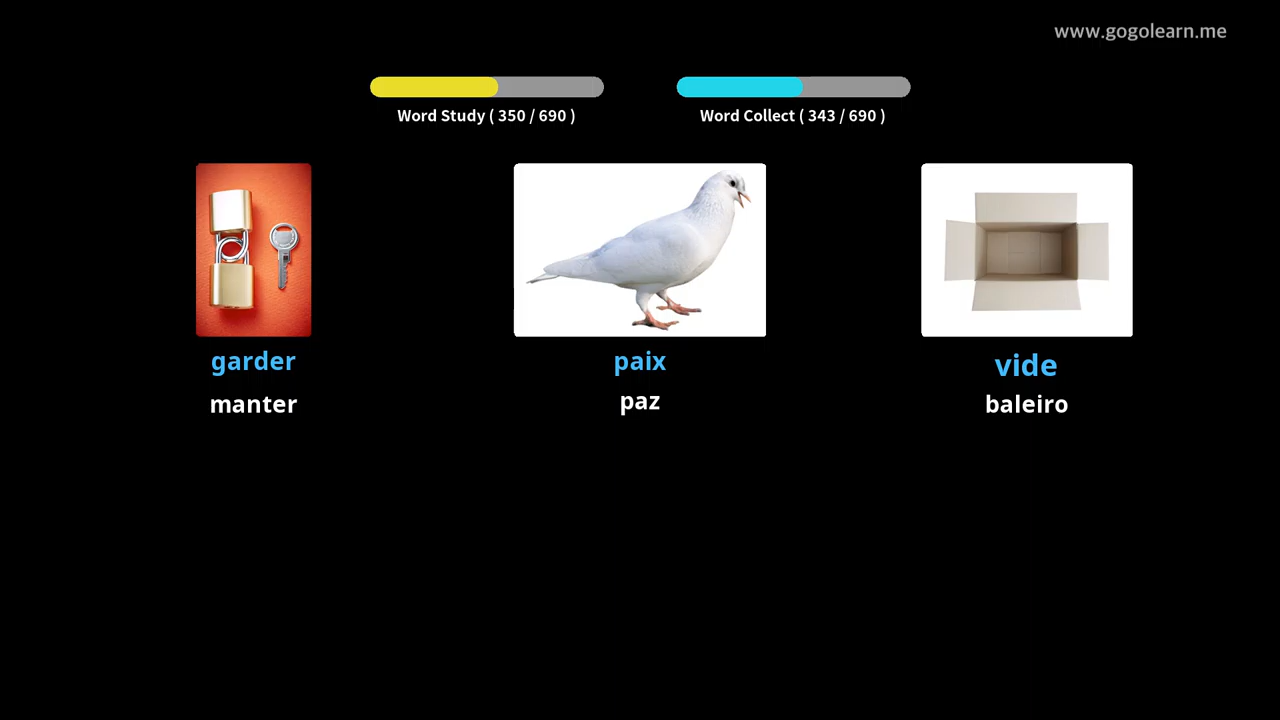 www.gogolearn.me
Word Study ( 350 / 690 )
Word Collect ( 343 / 690 )
garder
paix
vide
manter
paz
baleiro